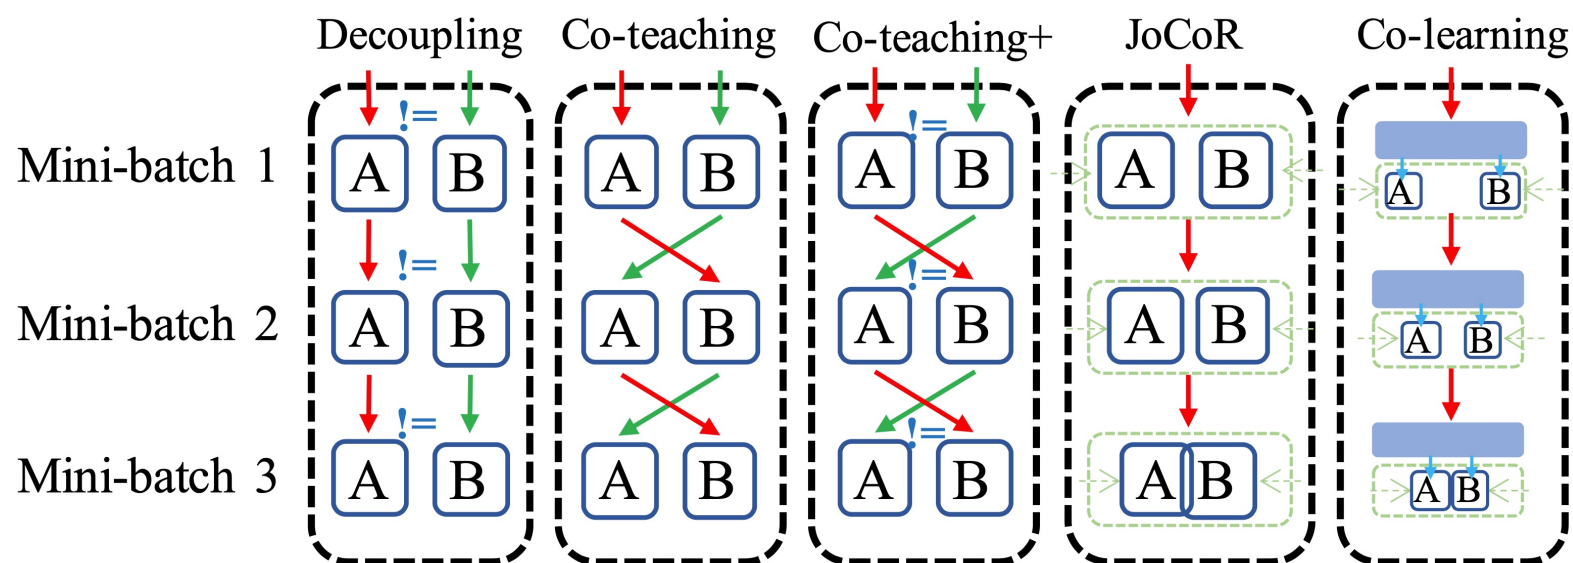 Decoupling Co-teaching Co-teaching+ JoCoR Co-learning
!= !=
Mini-batch 1 A B A B A B A B A B
!= !=
Mini-batch 2 A B A B A B A B A B
!= !=
Mini-batch 3 A B A B A B A B A B